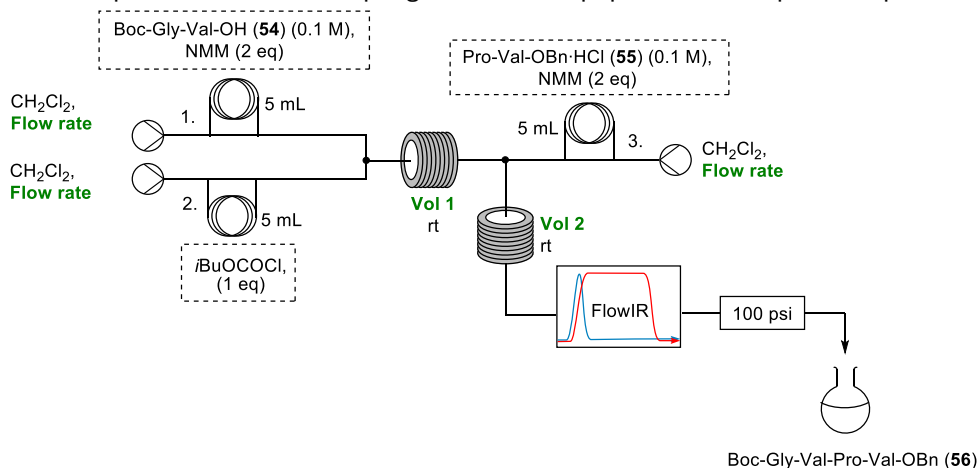 Boc-Gly-Val-OH (54) (0.1 M),
NMM (2 eq)
Pro-Val-OBn·HCl (55) (0.1 M),
NMM (2 eq)
CH2Cl2,
Flow rate
1.
5 mL
5 mL
3.
CH2Cl2,
Flow rate
CH2Cl2,
Flow rate
2.
5 mL
Vol 1
rt
Vol 2
rt
iBuOCOCl,
(1 eq)
FlowIR
100 psi
Boc-Gly-Val-Pro-Val-OBn (56)